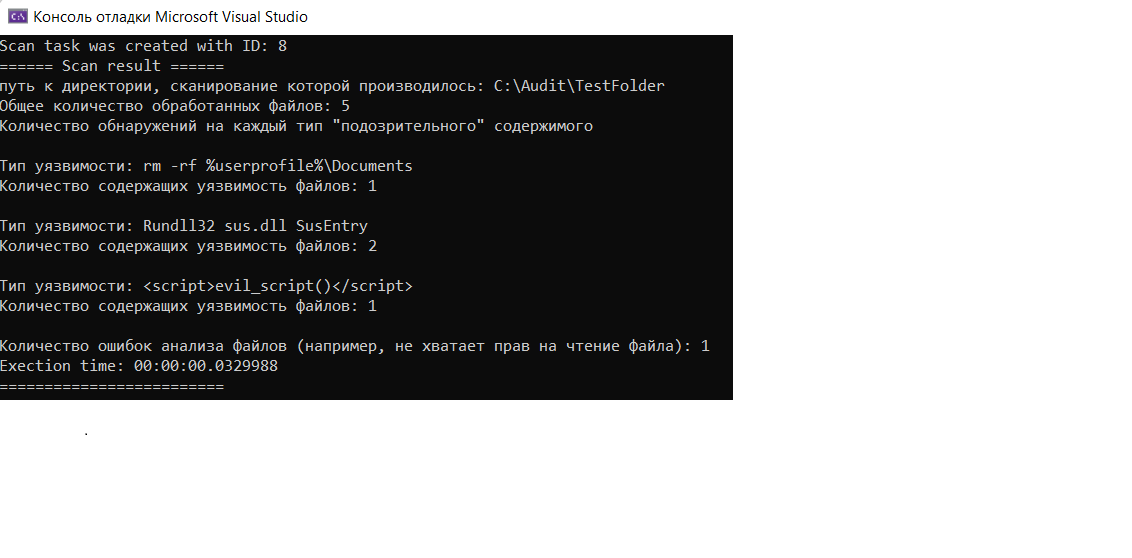 Консоль отладки Microsoft Visual Studio
Scan task was created with ID: 8
====== Scan result ======
путь к директории, сканирование которой производилось: C:\Audit\TestFolder
Общее количество обработанных файлов: 5
Количество обнаружений на каждый тип "подозрительного" содержимого
Тип уязвимости: rm -rf %userprofile%\Documents
Количество содержащих уязвимость файлов: 1
Тип уязвимости: Rundll32 sus.dll SusEntry
Количество содержащих уязвимость файлов: 2
Тип уязвимости: <script>evil_script()</script>
Количество содержащих уязвимость файлов: 1
Количество ошибок анализа файлов (например, не хватает прав на чтение файла): 1
Exection time: 00:00:00.0329988
=========================
.